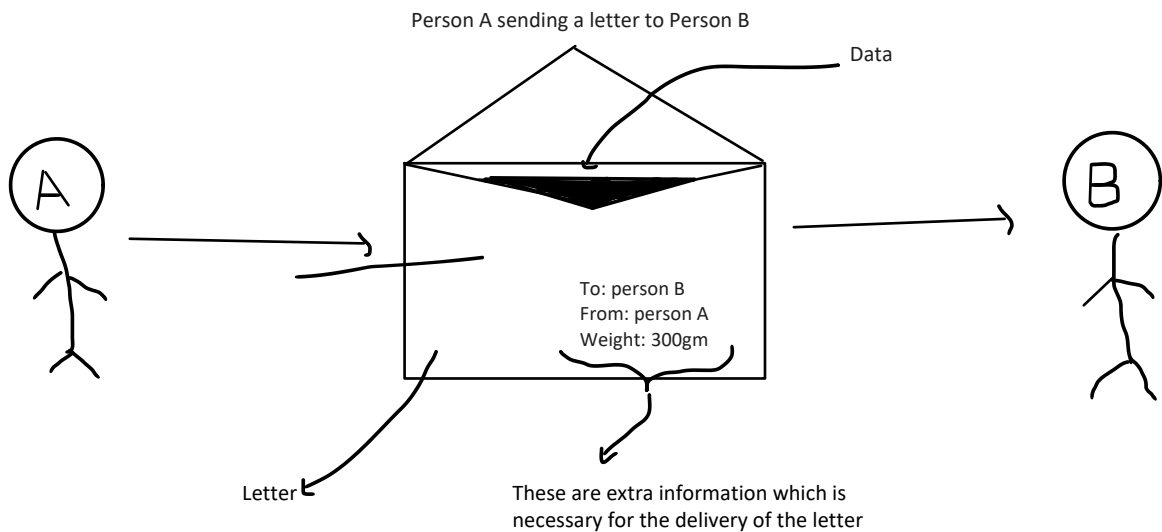 Person A sending a letter to Person B
Data
A
B
To: person B
From: person A
Weight: 300gm
Letter
These are extra information which is
necessary for the delivery of the letter